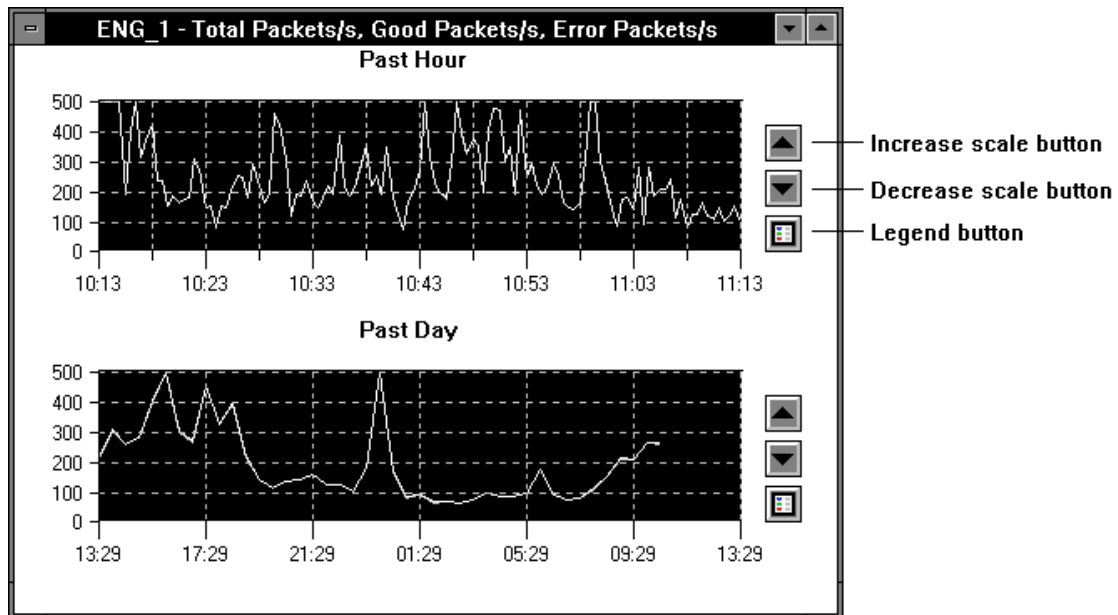 ENG_1 - Total Packets/s, Good Packets/s, Error Packets/s
Past Hour
500
400
300
200
100
0
10:13 10:23 10:33 10:43 10:53 11:03 11:13
Increase scale button
Decrease scale button
Legend button
Past Day
500
400
300
200
100
0
13:29 17:29 21:29 01:29 05:29 09:29 13:29